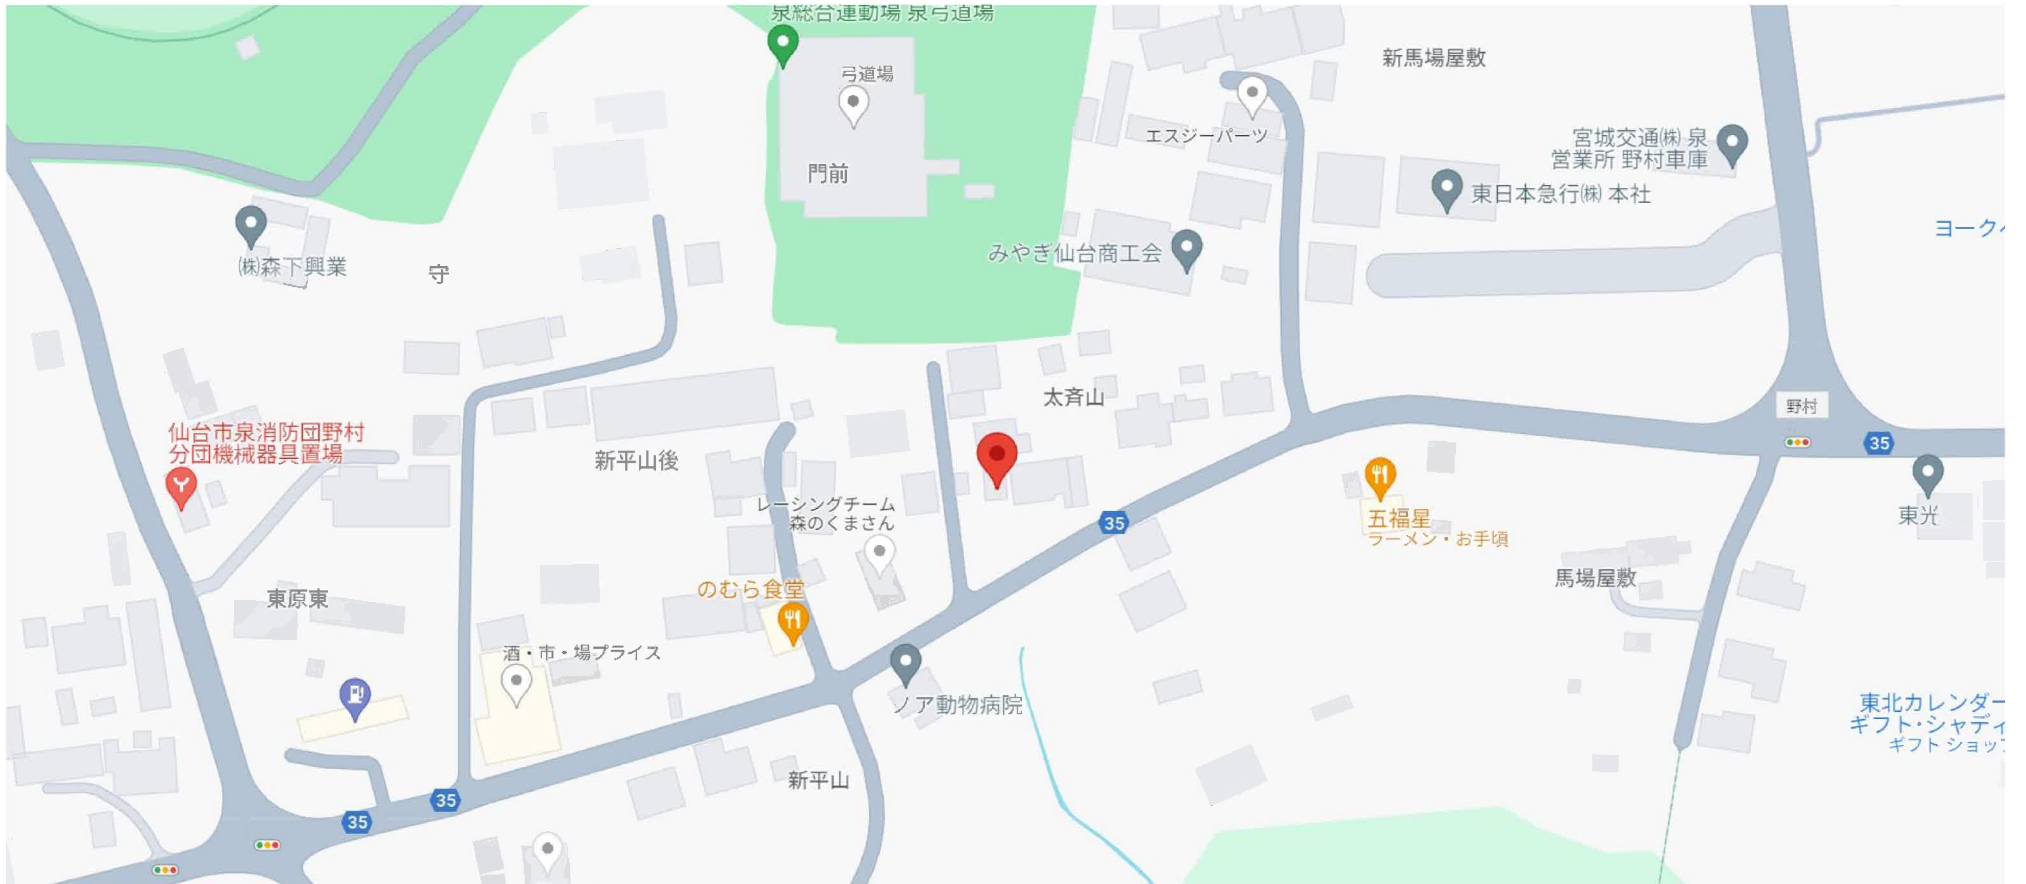 泉総合運動場 泉弓道場
弓道場
新馬場屋敷
エスジーパーツ
宮城交通㈱ 泉
営業所 野村車庫
門前
東日本急行㈱ 本社
みやぎ仙台商工会
ヨーク
㈱森下興業
守
太斉山
野村
仙台市泉消防団野村
分団機械器具置場
新平山後
35
レーシングチーム
森のくまさん
35
五福星
ラーメン・お手頃
東光
のむら食堂
馬場屋敷
東原東
酒・市・場プライス
ノア動物病院
東北カレンダー
ギフト・シャディ
ギフト ショップ
新平山
35
35